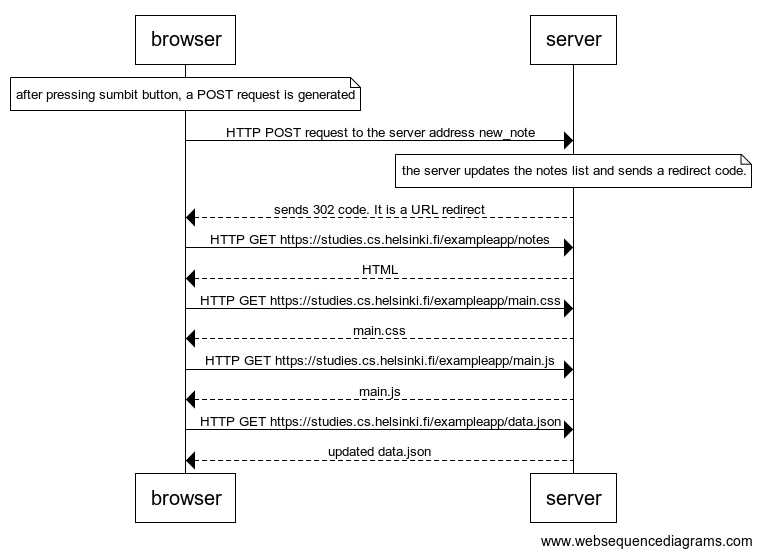 browser server
after pressing sumbit button, a POST request is generated
HTTP POST request to the server address new_note
the server updates the notes list and sends a redirect code.
sends 302 code. It is a URL redirect
HTTP GET https://studies.cs.helsinki.fi/exampleapp/notes
HTML
HTTP GET https://studies.cs.helsinki.fi/exampleapp/main.css
main.css
HTTP GET https://studies.cs.helsinki.fi/exampleapp/main.js
main.js
HTTP GET https://studies.cs.helsinki.fi/exampleapp/data.json
updated data.json
browser server
www.websequencediagrams.com